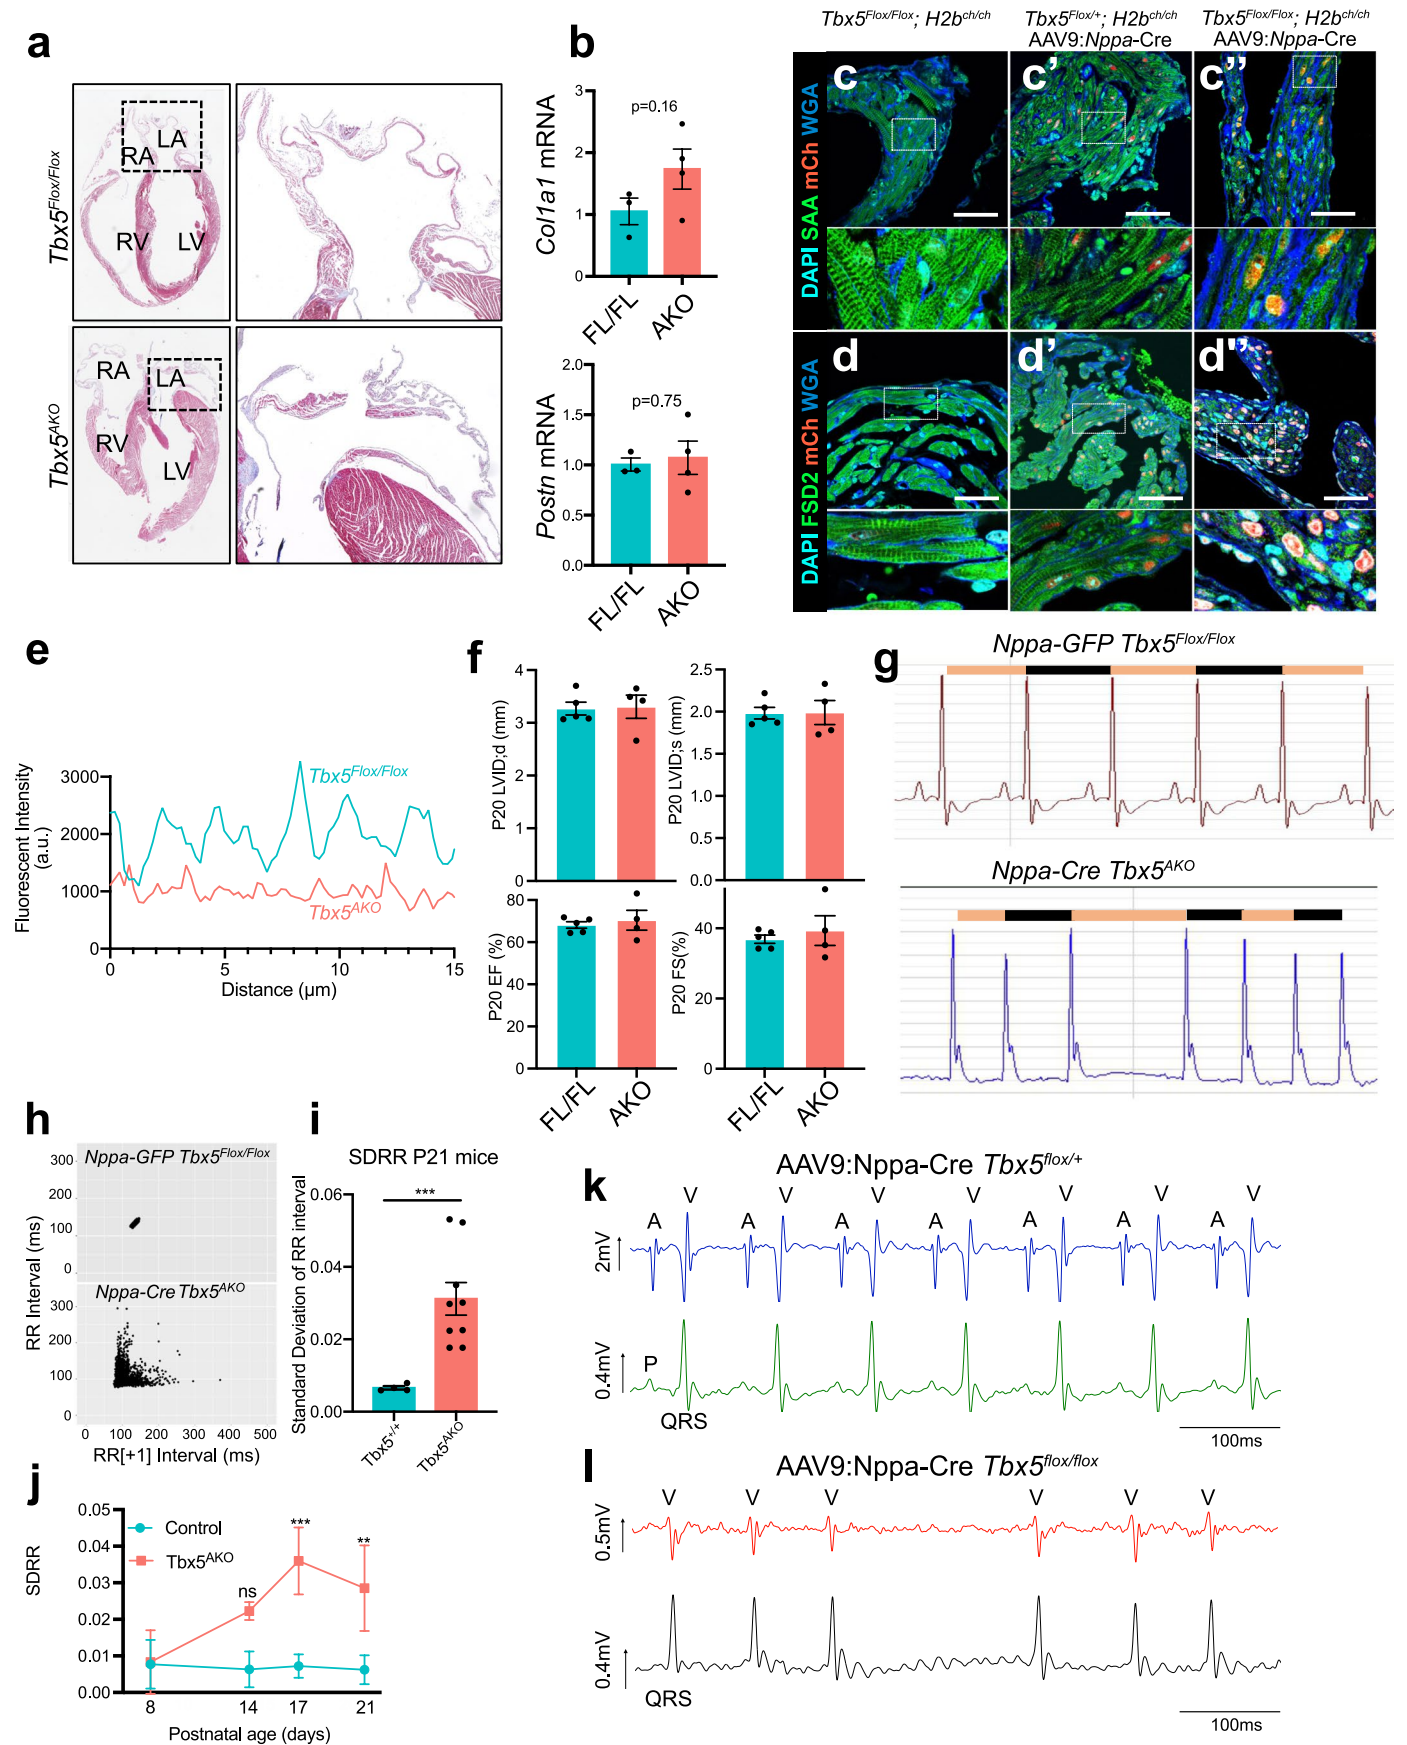 a
Tbx5Flox/Flox
LA
RA
RV
LV
Tbx5AKO
RA
LA
RV
LV
b
Col1a1 mRNA
3
2
1
0
p=0.16
FL/FL
AKO
Postn mRNA
2.0
1.5
1.0
0.5
0.0
p=0.75
FL/FL
AKO
Tbx5Flox/Flox; H2bch/ch
Tbx5Flox/+; H2bch/ch
AAV9:Nppa-Cre
Tbx5Flox/Flox; H2bch/ch
AAV9:Nppa-Cre
DAPI SAA mCh WGA
c
c'
c''
DAPI FSD2 mCh WGA
d
d'
d''
e
Fluorescent Intensity
(a.u.)
3000
2000
1000
0
Tbx5Flox/Flox
Tbx5AKO
0
5
10
15
Distance (µm)
f
P20 LVID;d (mm)
4
3
2
1
0
P20 LVID;s (mm)
2.5
2.0
1.5
1.0
0.5
0.0
P20 EF (%)
80
60
40
20
0
FL/FL
AKO
P20 FS(%)
40
20
0
FL/FL
AKO
g
Nppa-GFP Tbx5Flox/Flox
Nppa-Cre Tbx5AKO
h
RR Interval (ms)
Nppa-GFP Tbx5Flox/Flox
300
200
100
0
Nppa-Cre Tbx5AKO
300
200
100
0
0
100
200
300
400
500
RR[+1] Interval (ms)
i
SDRR P21 mice
Standard Deviation of RR interval
0.06
0.04
0.02
0.00
***
Tbx5+/+
Tbx5AKO
j
SDRR
0.05
0.04
0.03
0.02
0.01
0.00
Control
Tbx5AKO
ns
***
**
8
14
17
21
Postnatal age (days)
k
AAV9:Nppa-Cre Tbx5flox/+
V V V V V V V
A A A A A A A
2mV
0.4mV
P
QRS
100ms
l
AAV9:Nppa-Cre Tbx5flox/flox
V V V V V V
0.5mV
0.4mV
QRS
100ms